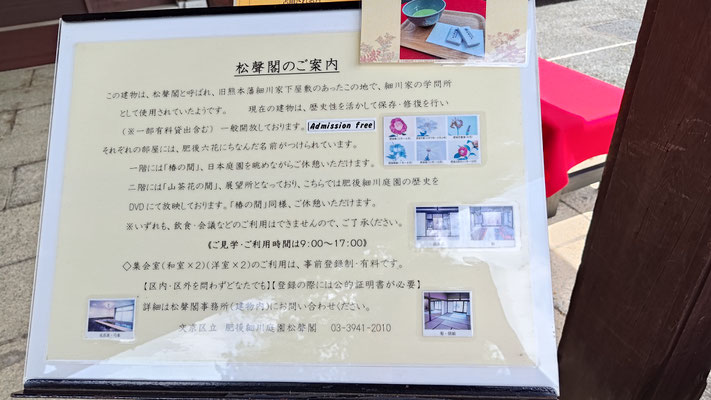 松聲閣のご案内
この建物は、松聲閣と呼ばれ、旧熊本藩細川家下屋敷のあったこの地で、細川家の学問所
として使用されていたようです。 現在の建物は、歴史性を活かして保存・修復を行い
(※一部有料貸出含む) 一般開放しております。 Admission free
それぞれの部屋には、肥後六花にちなんだ名前がつけられています。
一階には「椿の間」、日本庭園を眺めながらご休憩いただけます。
二階には「山茶花の間」、展望所となっており、こちらでは肥後細川庭園の歴史を
DVDにて放映しております。「椿の間」同様、ご休憩いただけます。
※いずれも、飲食・会議などのご利用はできませんので、ご了承ください。
《ご見学・ご利用時間は9:00~17:00》
◇集会室(和室×2)(洋室×2)のご利用は、事前登録制・有料です。
【区内・区外を問わずどなたでも】【登録の際には公的証明書が必要】
詳細は松聲閣事務所(建物内)にお問い合わせください。
文京区立 肥後細川庭園松聲閣 03-3941-2010